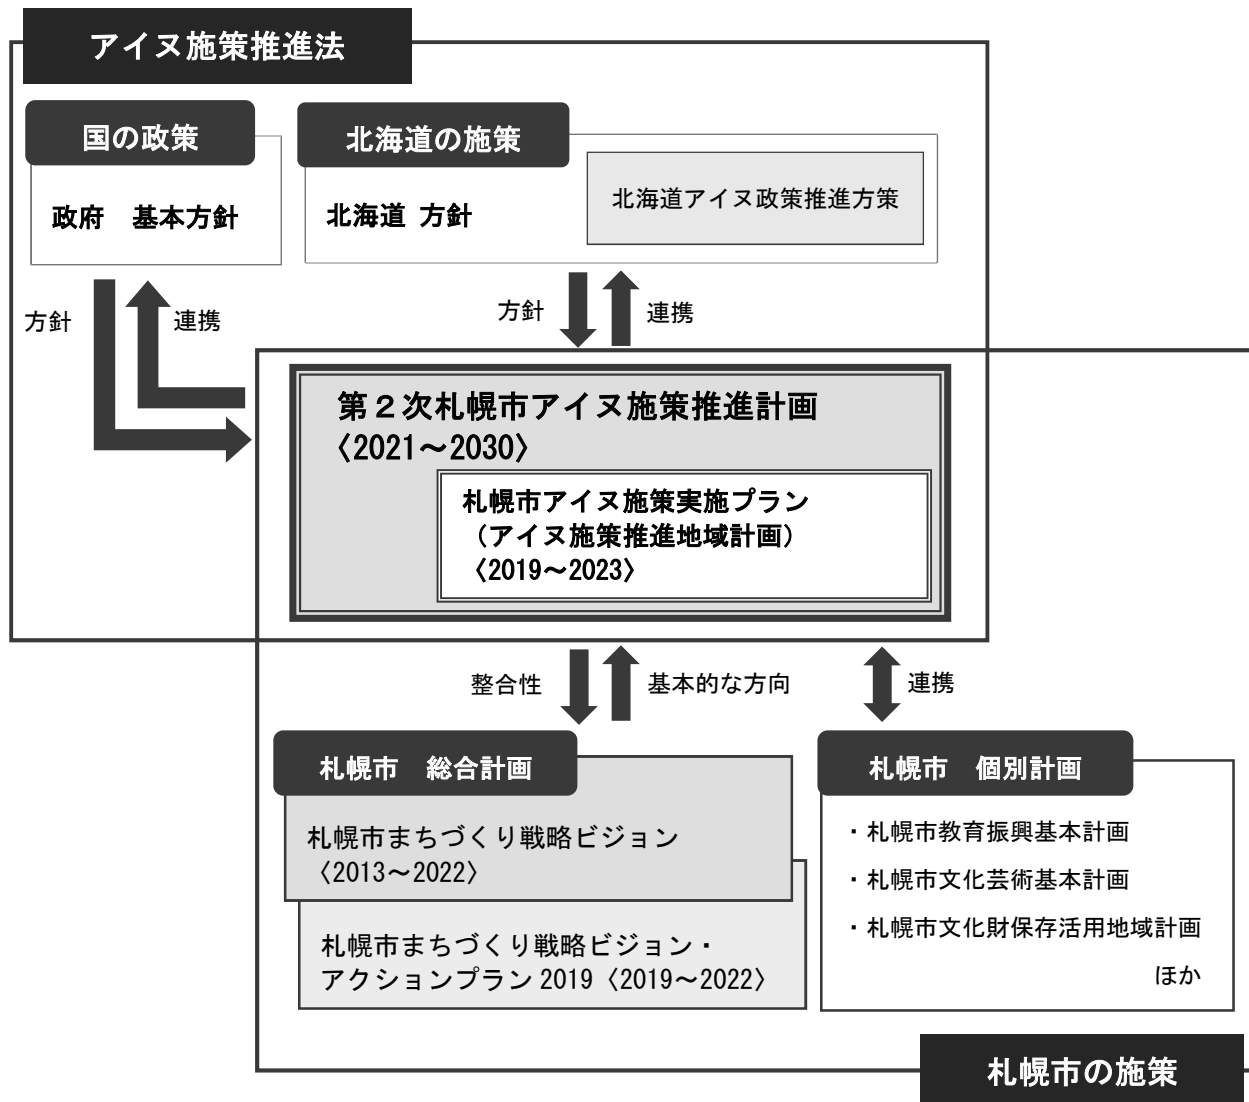 アイヌ施策推進法
国の政策
政府　基本方針
北海道の施策
北海道 方針
北海道アイヌ政策推進方策
方針
連携
方針
連携
第２次札幌市アイヌ施策推進計画
〈2021～2030〉
札幌市アイヌ施策実施プラン
（アイヌ施策推進地域計画）
〈2019～2023〉
整合性
基本的な方向
連携
札幌市　総合計画
札幌市まちづくり戦略ビジョン
〈2013～2022〉
札幌市まちづくり戦略ビジョン・
アクションプラン 2019〈2019～2022〉
札幌市　個別計画
・札幌市教育振興基本計画
・札幌市文化芸術基本計画
・札幌市文化財保存活用地域計画
ほか
札幌市の施策